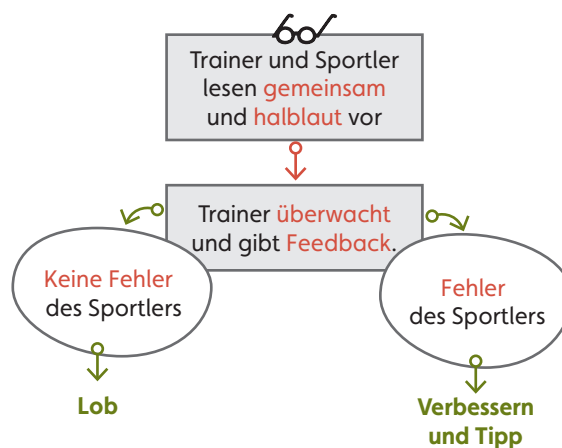 Trainer und Sportler
lesen gemeinsam
und halblaut vor
Trainer überwacht
und gibt Feedback.
Keine Fehler
des Sportlers
Fehler
des Sportlers
Lob
Verbessern
und Tipp